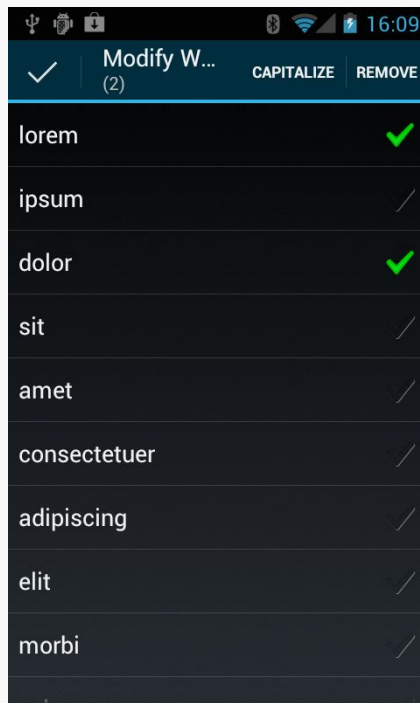 16:09
Modify W...
(2)
CAPITALIZE
REMOVE
lorem
ipsum
dolor
sit
amet
consectetuer
adipiscing
elit
morbi